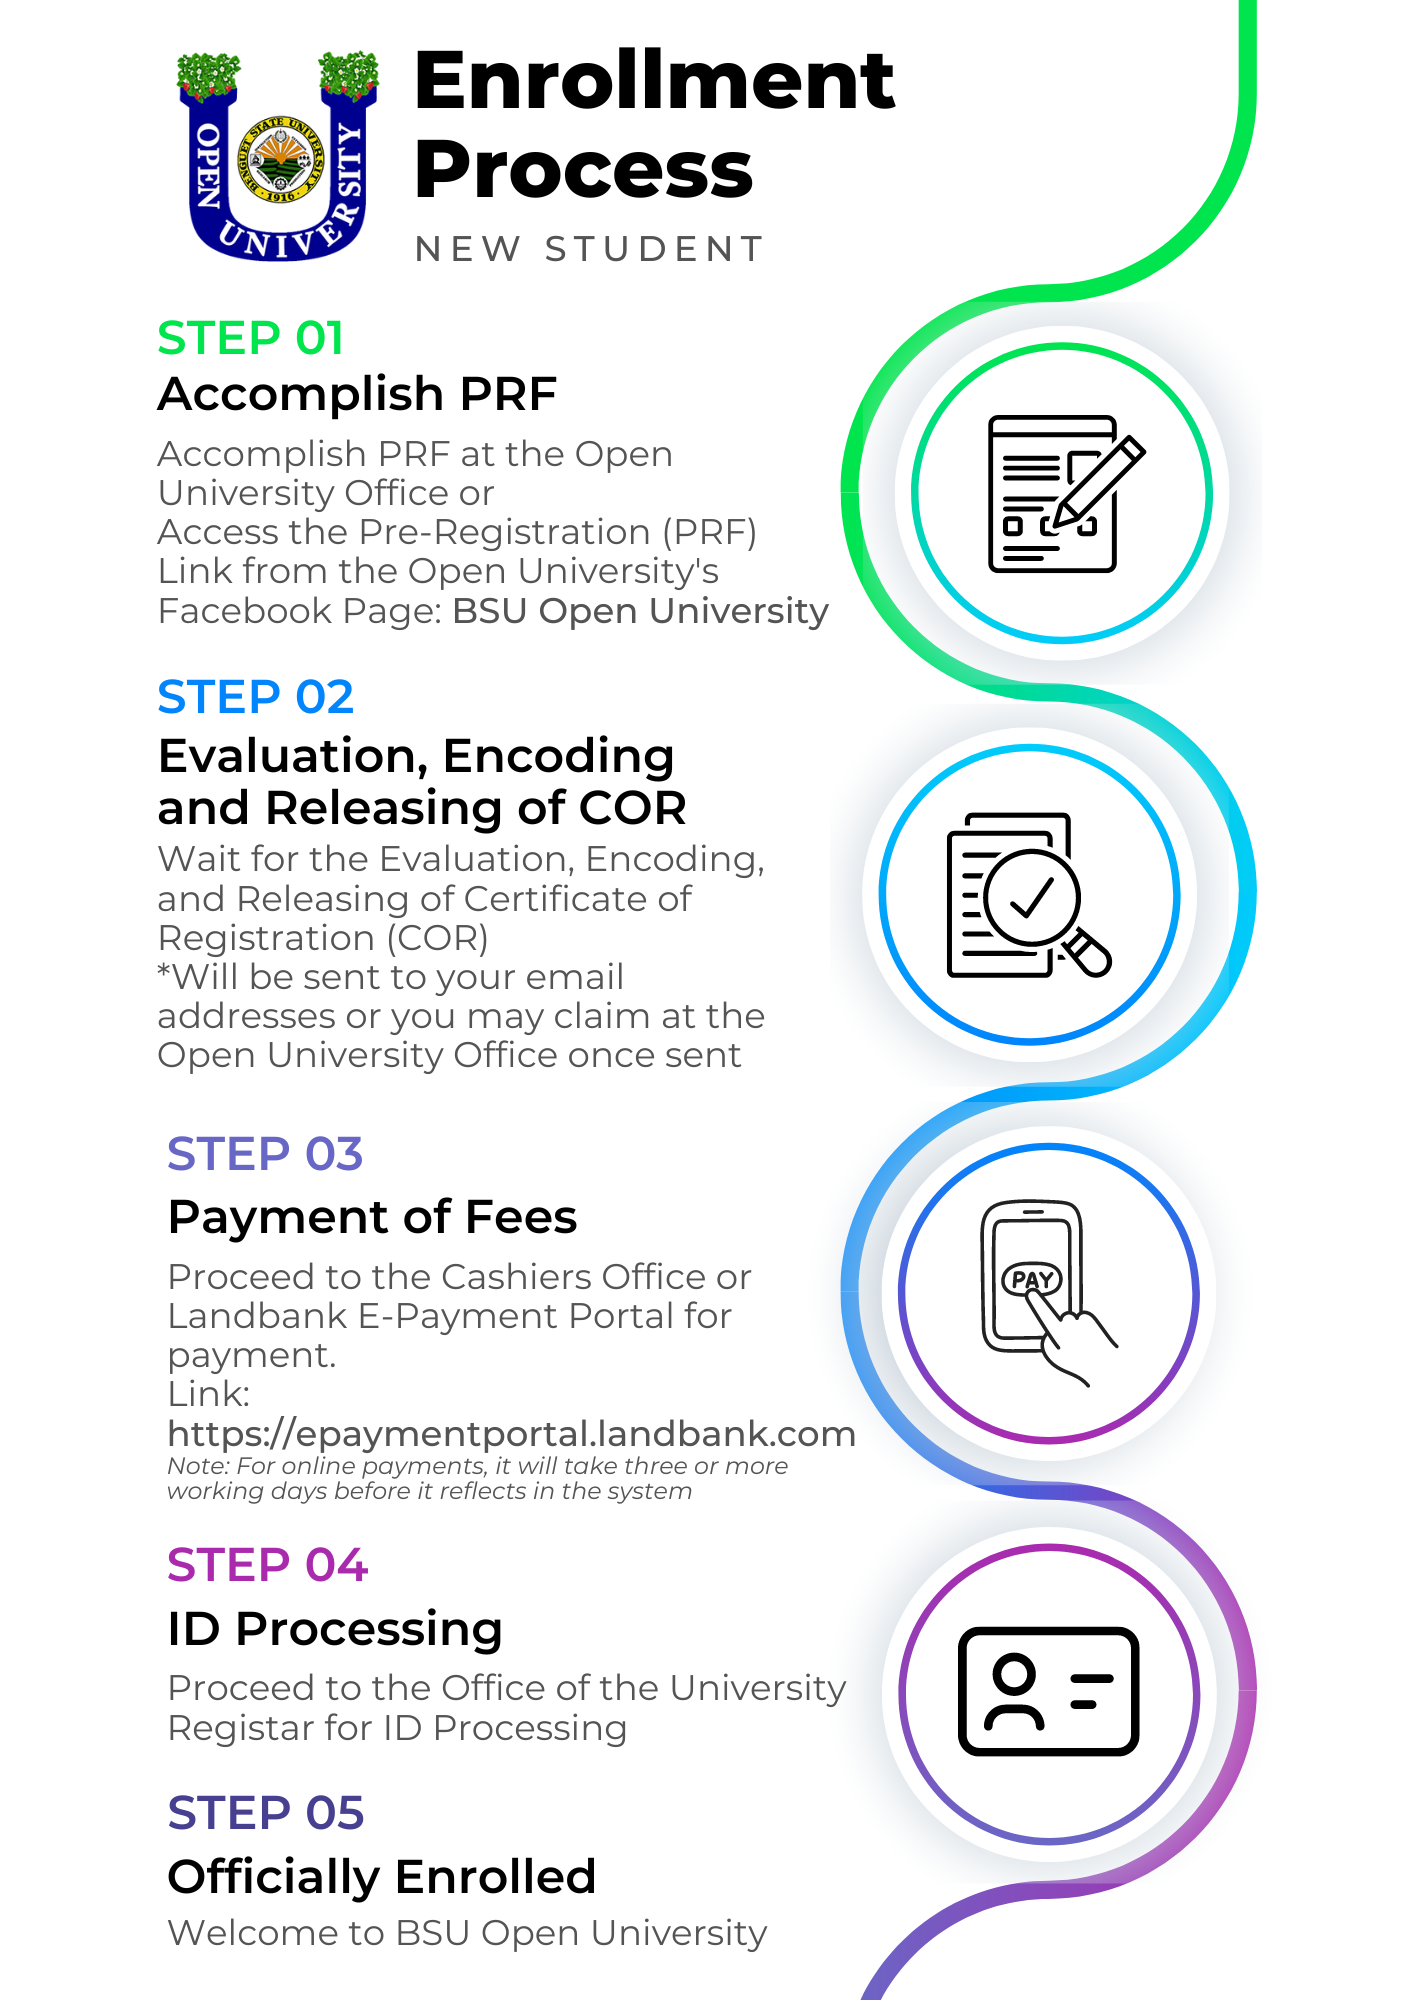 OPEN UNIVERSITY
BENGUET STATE UNIVERSITY
1916
Enrollment
Process
NEW STUDENT
STEP 01
Accomplish PRF
Accomplish PRF at the Open
University Office or
Access the Pre-Registration (PRF)
Link from the Open University's
Facebook Page: BSU Open University
STEP 02
Evaluation, Encoding
and Releasing of COR
Wait for the Evaluation, Encoding,
and Releasing of Certificate of
Registration (COR)
*Will be sent to your email
addresses or you may claim at the
Open University Office once sent
STEP 03
Payment of Fees
Proceed to the Cashiers Office or
Landbank E-Payment Portal for
payment.
Link:
https://epaymentportal.landbank.com
Note: For online payments, it will take three or more
working days before it reflects in the system
PAY
STEP 04
ID Processing
Proceed to the Office of the University
Registar for ID Processing
STEP 05
Officially Enrolled
Welcome to BSU Open University